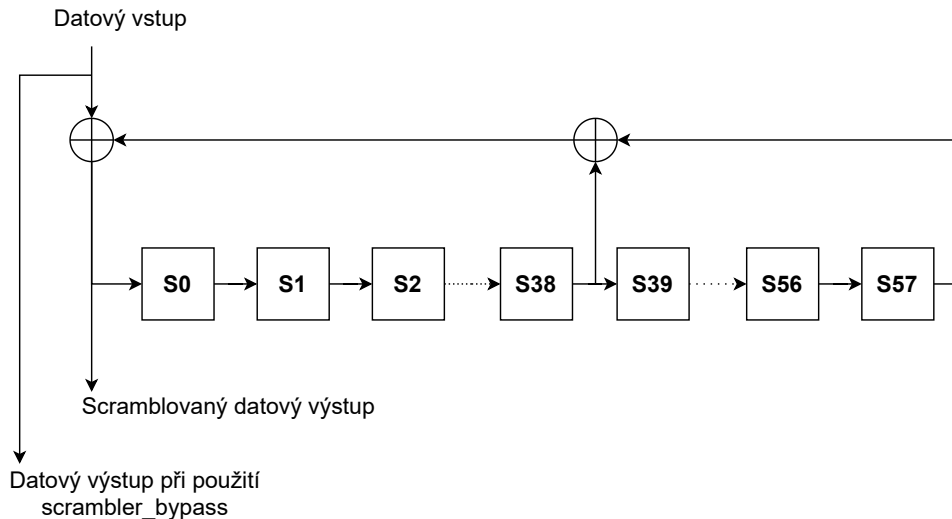 Datový vstup
S0
S1
S2
S38
S39
S56
S57
Scramblovaný datový výstup
Datový výstup při použití
scrambler_bypass